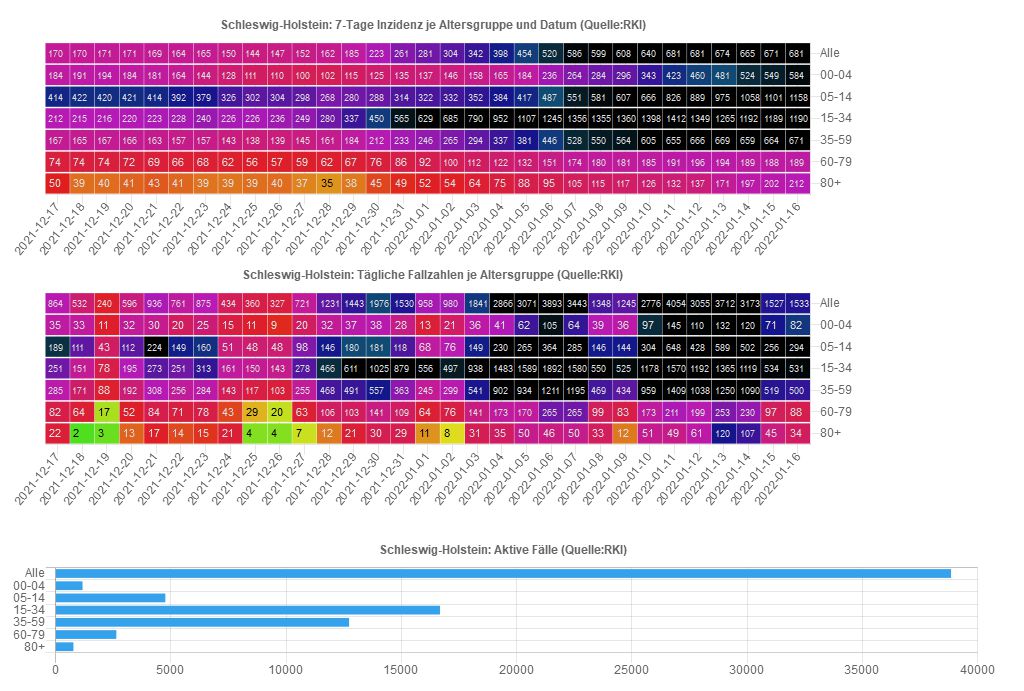 Schleswig-Holstein: 7-Tage Inzidenz je Altersgruppe und Datum (Quelle:RKI)
170 170 171 171 169 164 165 150 144 147 152 162 185 223 261 281 304 342 398 454 520 586 599 608 640 681 681 674 665 671 681 Alle
184 191 194 184 181 164 144 128 111 110 100 102 115 125 135 137 146 158 165 184 236 264 284 296 343 423 460 481 524 549 584 00-04
414 422 420 421 414 392 379 326 302 304 298 268 280 288 314 322 332 352 384 417 487 551 581 607 666 826 889 975 1058 1101 1158 05-14
212 215 216 220 223 228 240 226 226 236 249 280 337 450 565 629 685 790 952 1107 1245 1356 1355 1360 1398 1412 1349 1265 1192 1189 1190 15-34
167 165 166 166 163 157 157 143 138 139 145 161 184 212 233 246 265 294 337 381 446 528 550 564 605 655 666 669 659 664 671 35-59
74 74 74 72 69 66 68 62 56 57 59 62 67 76 86 92 100 112 122 132 151 174 180 181 185 191 196 194 189 188 189 60-79
50 39 40 41 43 41 39 39 39 40 37 35 38 45 49 52 54 64 75 88 95 105 115 117 126 132 137 171 197 202 212 80+
2021-12-17 2021-12-18 2021-12-19 2021-12-20 2021-12-21 2021-12-22 2021-12-23 2021-12-24 2021-12-25 2021-12-26 2021-12-27 2021-12-28 2021-12-29 2021-12-30 2021-12-31 2022-01-01 2022-01-02 2022-01-03 2022-01-04 2022-01-05 2022-01-06 2022-01-07 2022-01-08 2022-01-09 2022-01-10 2022-01-11 2022-01-12 2022-01-13 2022-01-14 2022-01-15 2022-01-16
Schleswig-Holstein: Tägliche Fallzahlen je Altersgruppe (Quelle:RKI)
864 532 240 596 936 761 875 434 360 327 721 1231 1443 1976 1530 958 980 1841 2866 3071 3893 3443 1348 1245 2776 4054 3055 3712 3173 1527 1533 Alle
35 33 11 32 30 20 25 15 11 9 20 32 37 38 28 13 21 36 41 62 105 64 39 36 97 145 110 132 120 71 82 00-04
189 111 43 112 224 149 160 51 48 48 98 146 180 181 118 68 76 149 230 265 364 285 146 144 304 648 428 589 502 256 294 05-14
251 151 78 195 273 251 313 161 150 143 278 466 611 1025 879 556 497 938 1483 1589 1892 1580 550 525 1178 1570 1192 1365 1119 534 531 15-34
285 171 88 192 308 256 284 143 117 103 255 468 491 557 363 245 299 541 902 934 1211 1195 469 434 959 1409 1038 1250 1090 519 500 35-59
82 64 17 52 84 71 78 43 29 20 63 106 103 141 109 64 76 141 173 170 265 265 99 83 173 211 199 253 230 97 88 60-79
22 2 3 13 17 14 15 21 4 4 7 12 21 30 29 11 8 31 35 50 46 50 33 12 51 49 61 120 107 45 34 80+
2021-12-17 2021-12-18 2021-12-19 2021-12-20 2021-12-21 2021-12-22 2021-12-23 2021-12-24 2021-12-25 2021-12-26 2021-12-27 2021-12-28 2021-12-29 2021-12-30 2021-12-31 2022-01-01 2022-01-02 2022-01-03 2022-01-04 2022-01-05 2022-01-06 2022-01-07 2022-01-08 2022-01-09 2022-01-10 2022-01-11 2022-01-12 2022-01-13 2022-01-14 2022-01-15 2022-01-16
Schleswig-Holstein: Aktive Fälle (Quelle:RKI)
Alle
00-04
05-14
15-34
35-59
60-79
80+
0 5000 10000 15000 20000 25000 30000 35000 40000